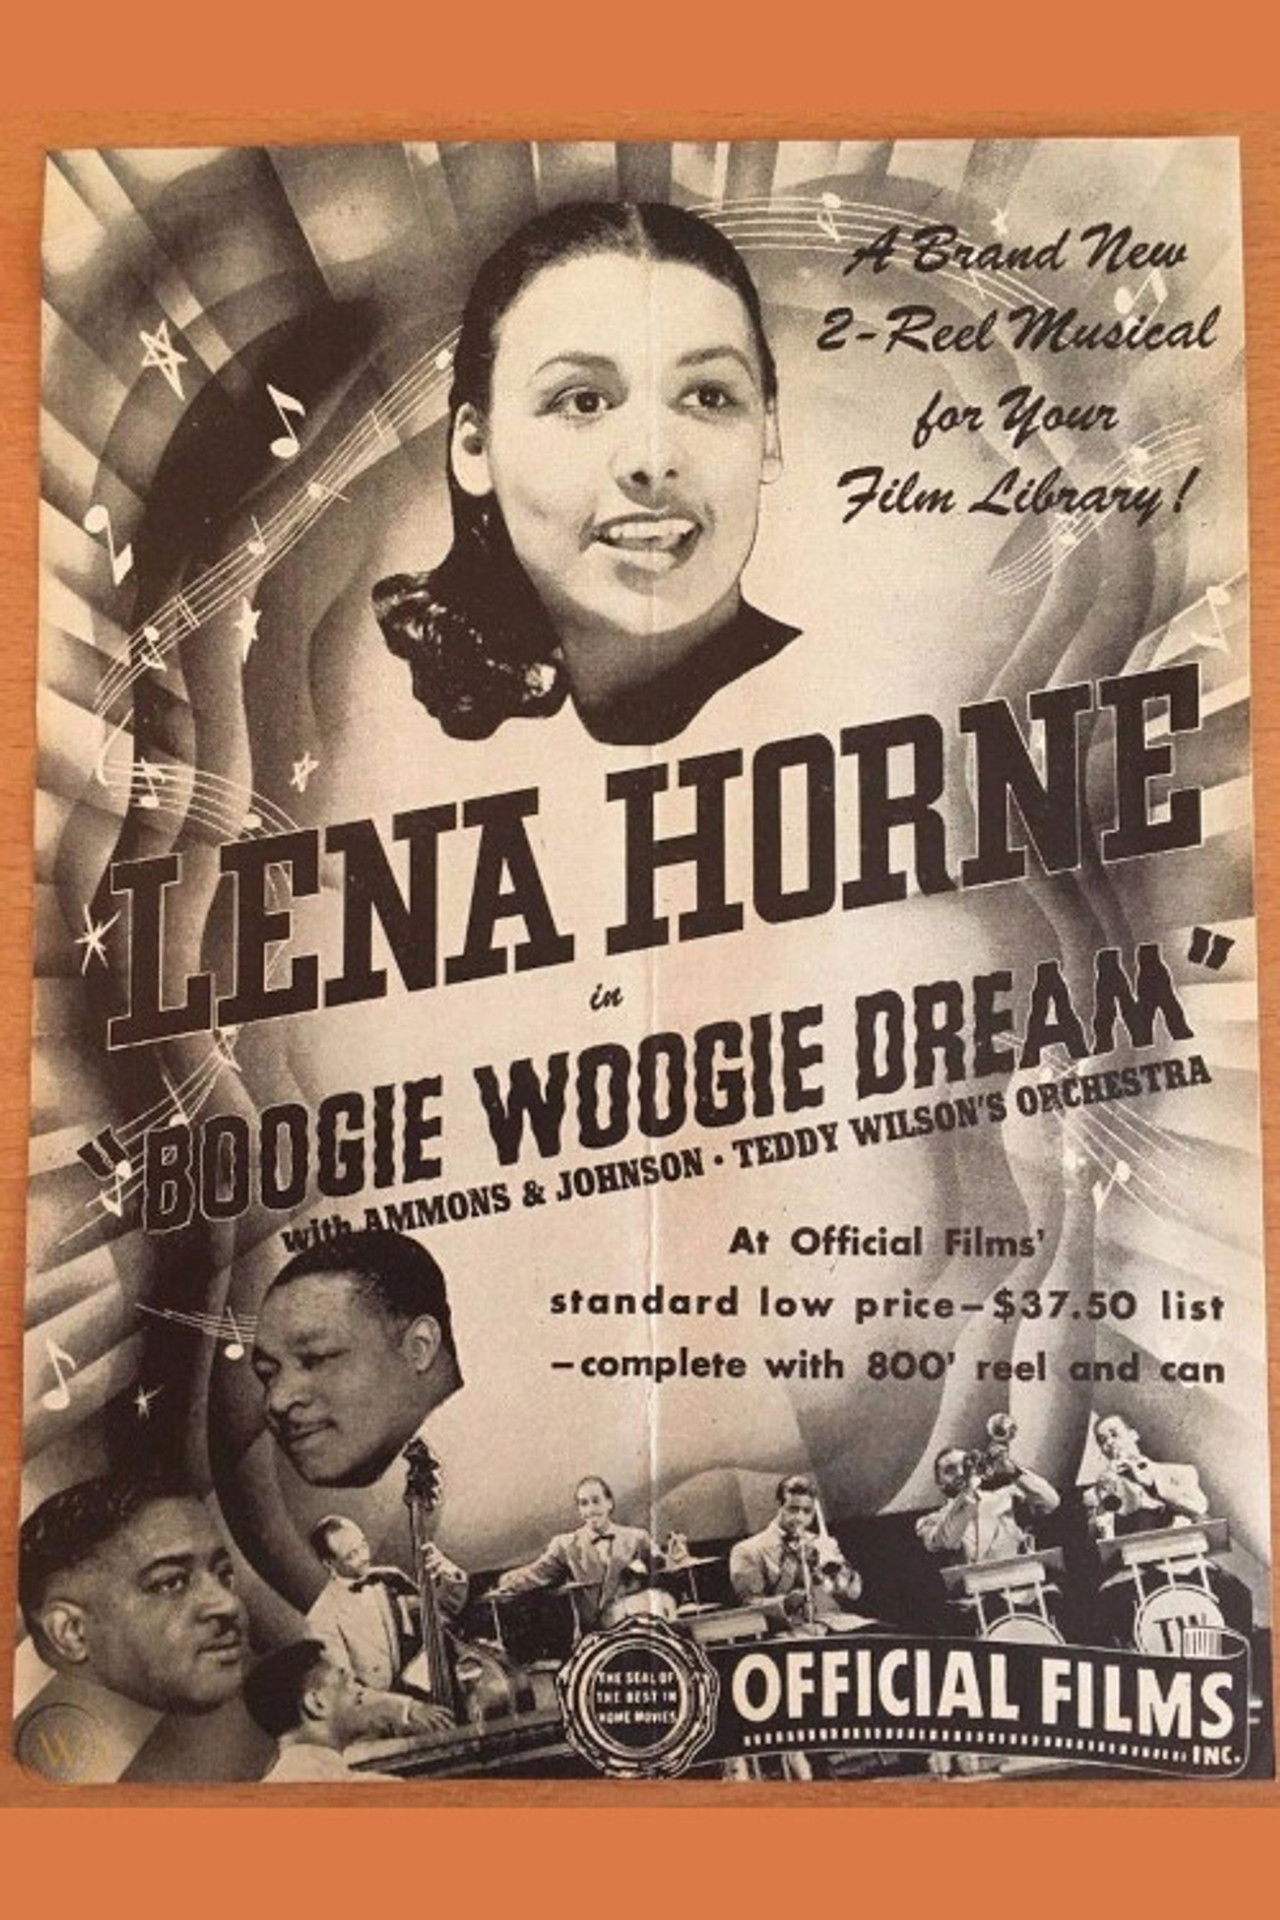 A Brand New
2-Reel Musical
for Your
Film Library!
LENA HORNE
in
"BOOGIE WOOGIE DREAM"
with AMMONS & JOHNSON · TEDDY WILSON'S ORCHESTRA
At Official Films'
standard low price—$37.50 list
—complete with 800' reel and can
TW
THE SEAL OF
THE BEST IN
HOME MOVIES
OFFICIAL FILMS
INC.
W